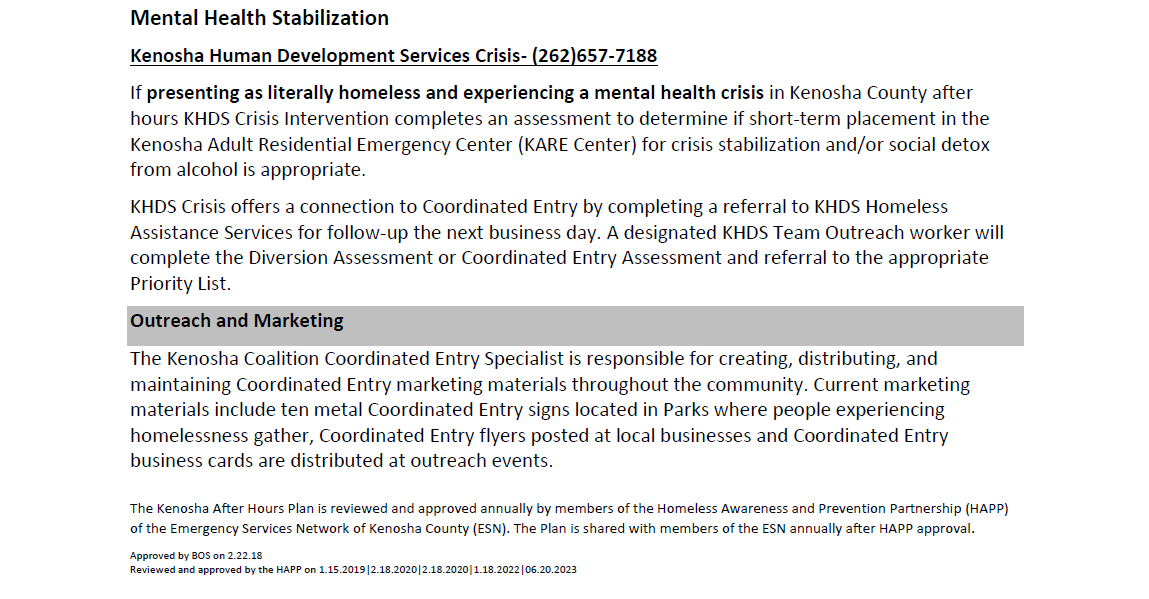 Mental Health Stabilization
Kenosha Human Development Services Crisis- (262)657-7188
If presenting as literally homeless and experiencing a mental health crisis in Kenosha County after
hours KHDS Crisis Intervention completes an assessment to determine if short-term placement in the
Kenosha Adult Residential Emergency Center (KARE Center) for crisis stabilization and/or social detox
from alcohol is appropriate.
KHDS Crisis offers a connection to Coordinated Entry by completing a referral to KHDS Homeless
Assistance Services for follow-up the next business day. A designated KHDS Team Outreach worker will
complete the Diversion Assessment or Coordinated Entry Assessment and referral to the appropriate
Priority List.
Outreach and Marketing
The Kenosha Coalition Coordinated Entry Specialist is responsible for creating, distributing, and
maintaining Coordinated Entry marketing materials throughout the community. Current marketing
materials include ten metal Coordinated Entry signs located in Parks where people experiencing
homelessness gather, Coordinated Entry flyers posted at local businesses and Coordinated Entry
business cards are distributed at outreach events.
The Kenosha After Hours Plan is reviewed and approved annually by members of the Homeless Awareness and Prevention Partnership (HAPP)
of the Emergency Services Network of Kenosha County (ESN). The Plan is shared with members of the ESN annually after HAPP approval.
Approved by BOS on 2.22.18
Reviewed and approved by the HAPP on 1.15.2019|2.18.2020|2.18.2020|1.18.2022|06.20.2023